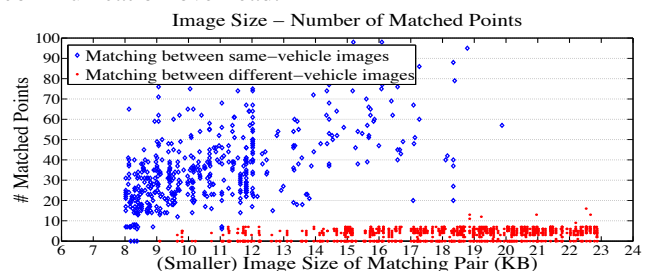 Image Size − Number of Matched Points
100
90
80
70
60
50
40
30
20
10
0
# Matched Points
Matching between same−vehicle images
Matching between different−vehicle images
6 7 8 9 10 11 12 13 14 15 16 17 18 19 20 21 22 23 24
(Smaller) Image Size of Matching Pair (KB)